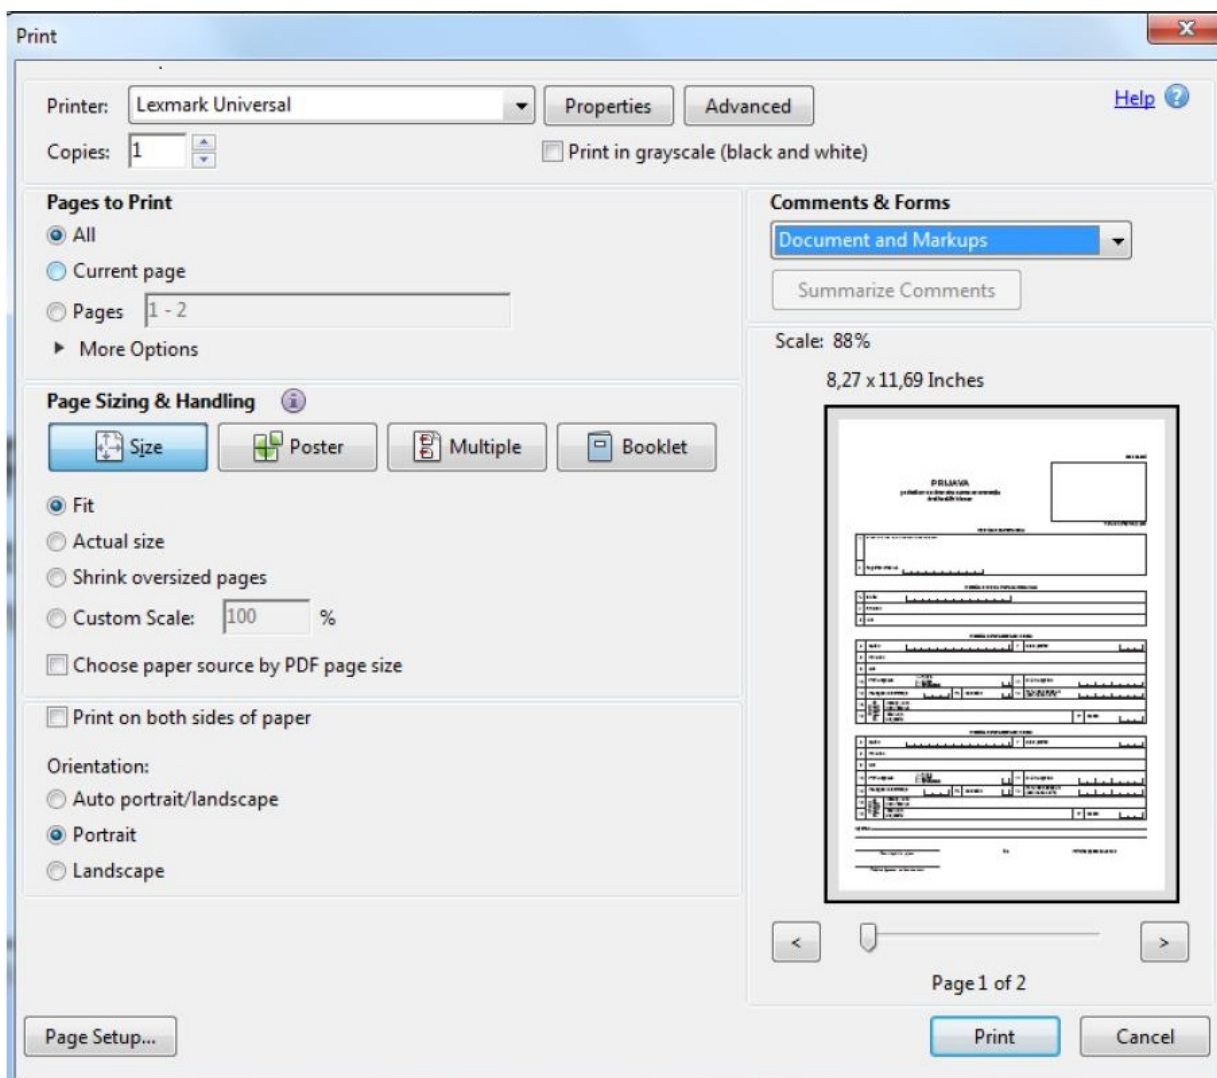 Print
Printer: Lexmark Universal Properties Advanced Help
Copies: 1 Print in grayscale (black and white)
Pages to Print
All
Current page
Pages 1 - 2
More Options
Comments & Forms
Document and Markups
Summarize Comments
Page Sizing & Handling
Size Poster Multiple Booklet
Fit
Actual size
Shrink oversized pages
Custom Scale: 100 %
Choose paper source by PDF page size
Print on both sides of paper
Orientation:
Auto portrait/landscape
Portrait
Landscape
Scale: 88%
8,27 x 11,69 Inches
PRIJAVA
< >
Page 1 of 2
Page Setup... Print Cancel